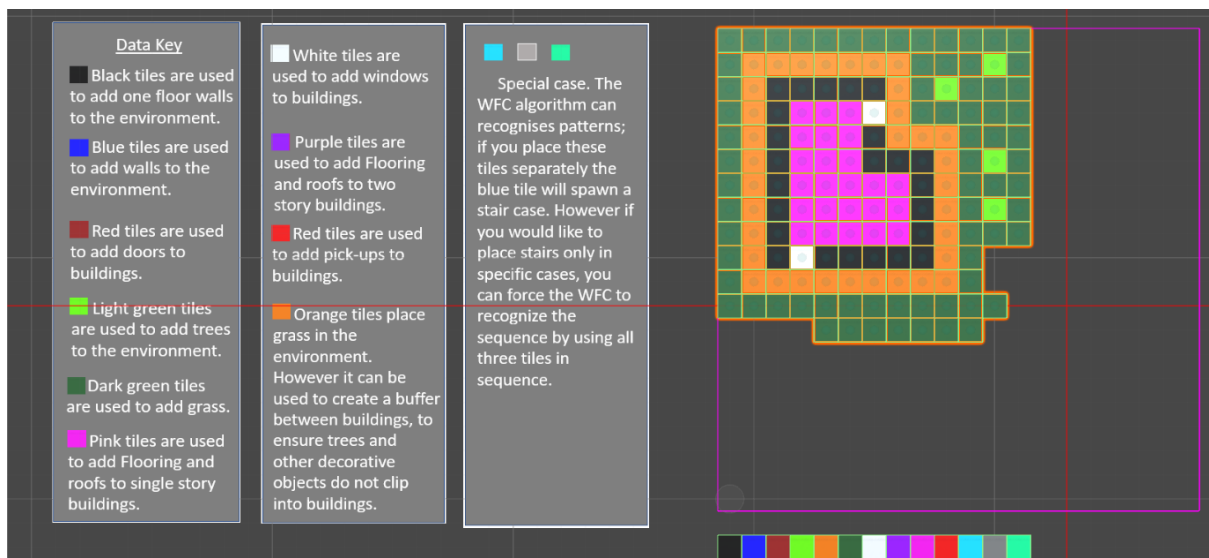 Data Key
Black tiles are used
to add one floor walls
to the environment.
Blue tiles are used
to add walls to the
environment.
Red tiles are used
to add doors to
buildings.
Light green tiles
are used to add trees
to the environment.
Dark green tiles
are used to add grass.
Pink tiles are used
to add Flooring and
roofs to single story
buildings.
White tiles are
used to add windows
to buildings.
Purple tiles are
used to add Flooring
and roofs to two
story buildings.
Red tiles are used
to add pick-ups to
buildings.
Orange tiles place
grass in the
environment.
However it can be
used to create a buffer
between buildings, to
ensure trees and
other decorative
objects do not clip
into buildings.
Special case. The
WFC algorithm can
recognises patterns;
if you place these
tiles separately the
blue tile will spawn a
stair case. However if
you would like to
place stairs only in
specific cases, you
can force the WFC to
recognize the
sequence by using all
three tiles in
sequence.